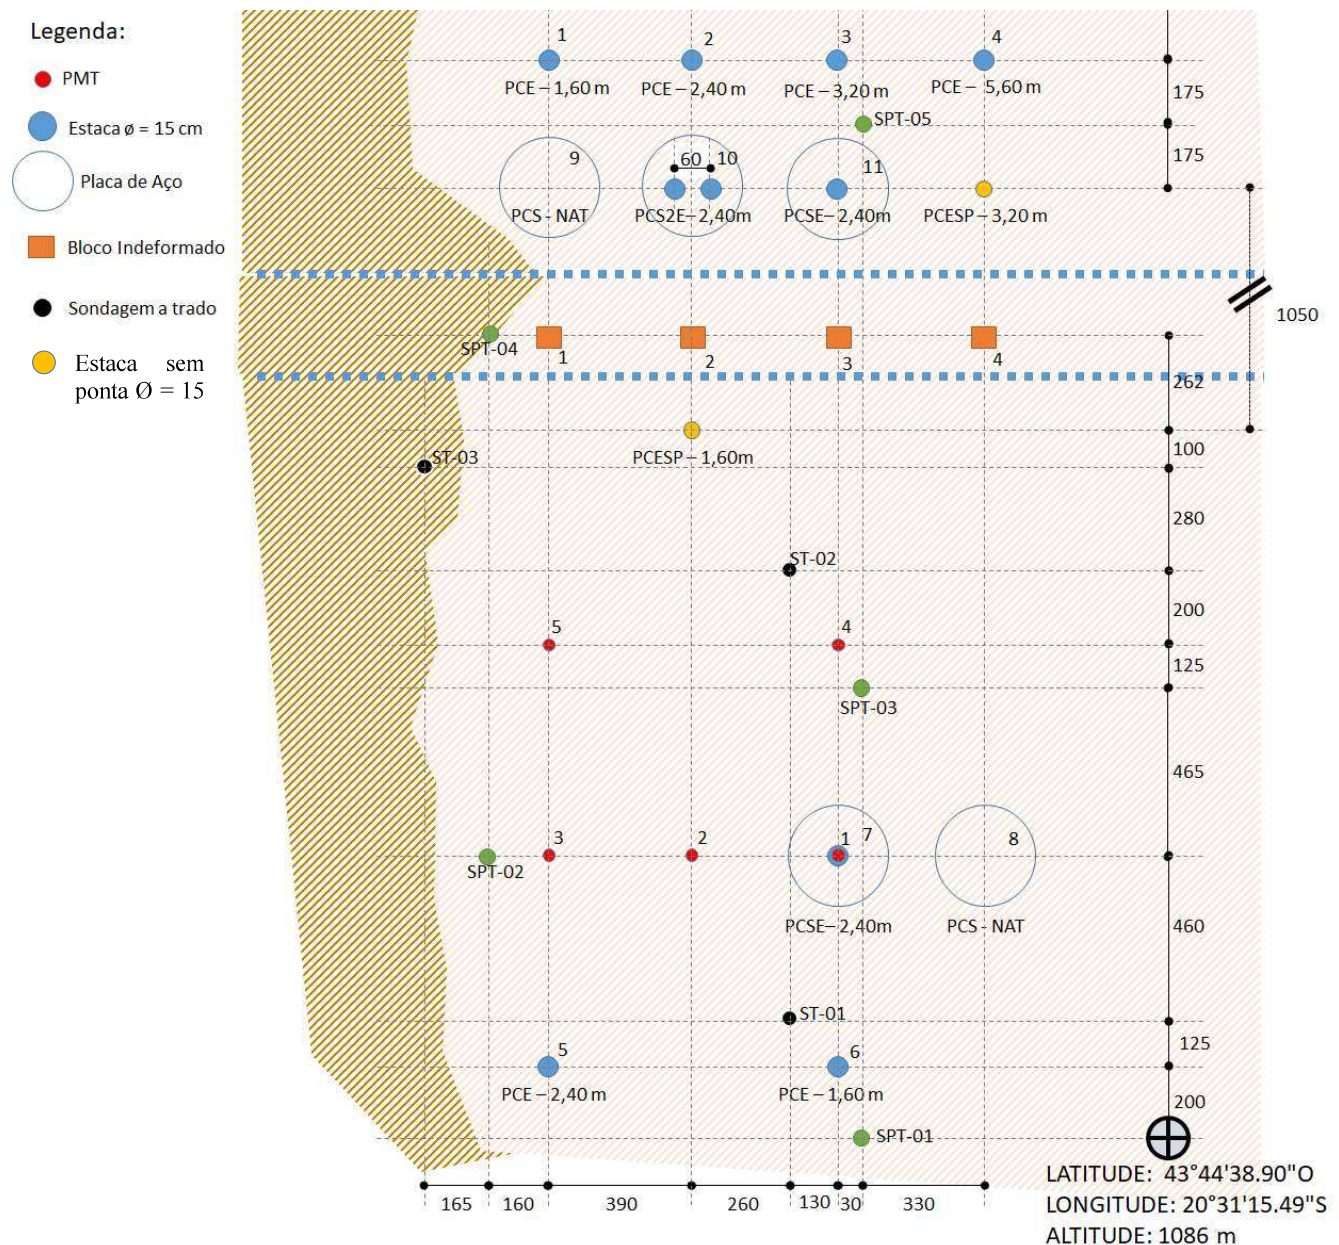 Legenda:
PMT
Estaca ø = 15 cm
Placa de Aço
Bloco Indeformado
Sondagem a trado
Estaca sem
ponta Ø = 15
1 2 3 4
PCE – 1,60 m PCE – 2,40 m PCE – 3,20 m PCE – 5,60 m
175
SPT-05
175
9 60 10 11
PCS - NAT PCS2E – 2,40m PCSE – 2,40m PCESP – 3,20 m
1050
SPT-04
1 2 3 4
262
PCESP – 1,60m
100
ST-03
280
ST-02
200
5 4
125
SPT-03
465
3 2 1 7 8
SPT-02
PCSE – 2,40m PCS - NAT
460
ST-01
125
5 6
PCE – 2,40 m PCE – 1,60 m
200
SPT-01
LATITUDE: 43°44'38.90"O
LONGITUDE: 20°31'15.49"S
ALTITUDE: 1086 m
165 160 390 260 130 30 330